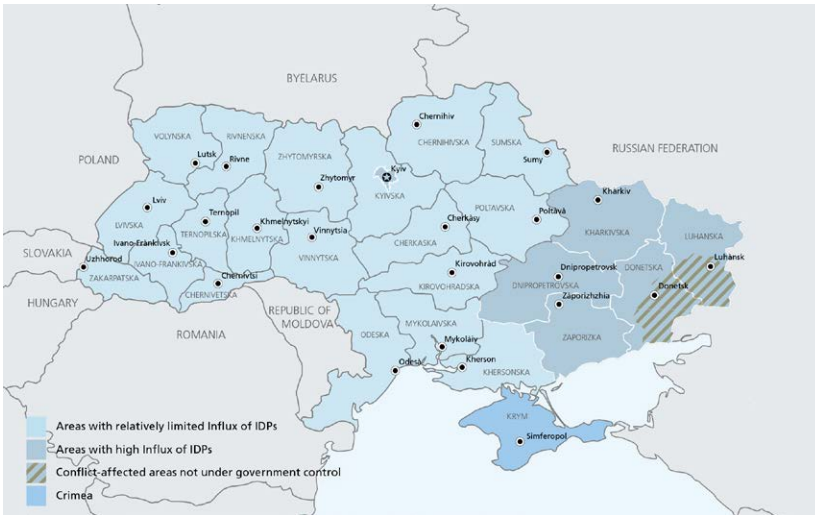 BYELARUS
Chernihiv
VOLYNSKA
RIVNENSKA
CHERNIHIVSKA
SUMSKA
ZHYTOMYRSKA
RUSSIAN FEDERATION
POLAND
Lutsk
Rivne
Sumy
Kyiv
Zhytomyr
KYIVSKA
Kharkiv
Lviv
POLTAVSKA
Ternopil
Poltava
LVIVSKA
Khmelnytskyi
Cherkasy
KHARKIVSKA
TERNOPILSKA
Vinnytsia
LUHANSKA
KHMELNYTSKA
CHERKASKA
Ivano-Frankivsk
SLOVAKIA
Uzhhorod
VINNYTSKA
IVANO-FRANKIVSKA
Luhansk
ZAKARPATSKA
Kirovohrad
Dnipropetrovsk
DONETSKA
Chernivtsi
KIROVOHRADSKA
DNIPROPETROVSKA
CHERNIVETSKA
Donetsk
HUNGARY
Zaporizhzhia
REPUBLIC OF
MOLDOVA
MYKOLAIVSKA
ROMANIA
ODESKA
Mykolaiv
ZAPORIZKA
Odesa
Kherson
KHERSONSKA
KRYM
Simferopol
Areas with relatively limited Influx of IDPs
Areas with high Influx of IDPs
Conflict-affected areas not under government control
Crimea